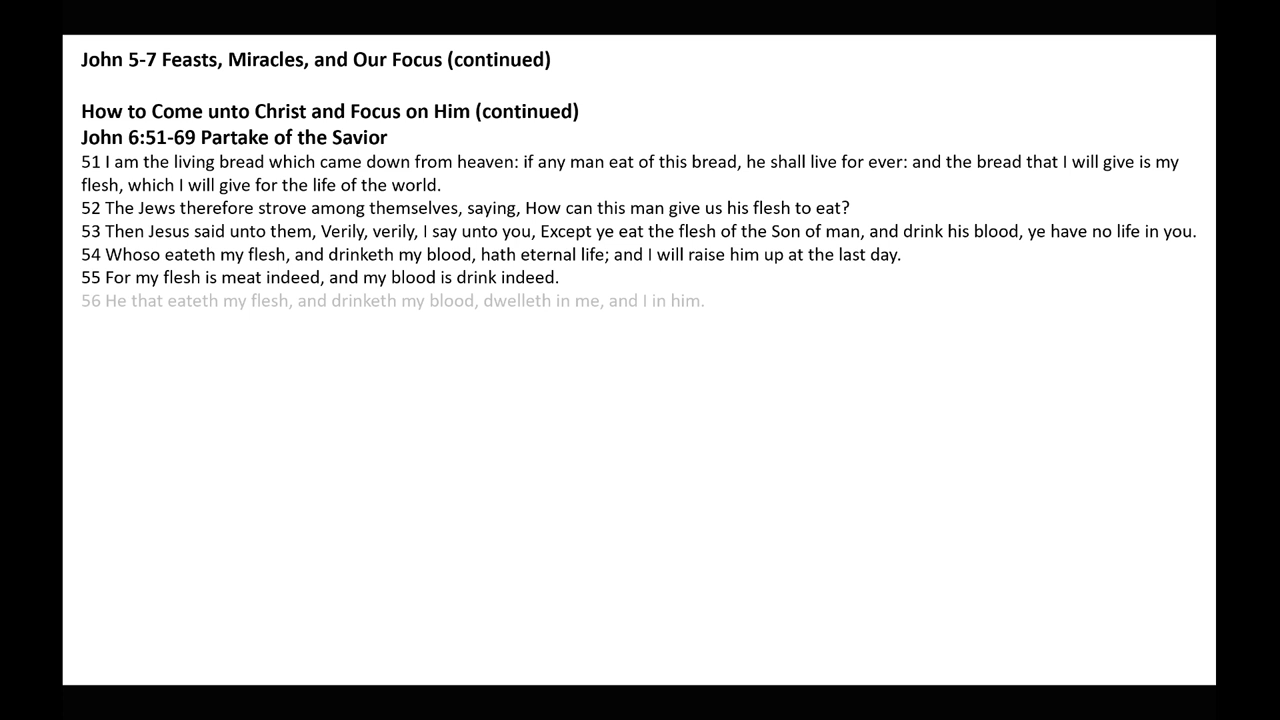 John 5-7 Feasts, Miracles, and Our Focus (continued)
How to Come unto Christ and Focus on Him (continued)
John 6:51-69 Partake of the Savior
51 I am the living bread which came down from heaven: if any man eat of this bread, he shall live for ever: and the bread that I will give is my
flesh, which I will give for the life of the world.
52 The Jews therefore strove among themselves, saying, How can this man give us his flesh to eat?
53 Then Jesus said unto them, Verily, verily, I say unto you, Except ye eat the flesh of the Son of man, and drink his blood, ye have no life in you.
54 Whoso eateth my flesh, and drinketh my blood, hath eternal life; and I will raise him up at the last day.
55 For my flesh is meat indeed, and my blood is drink indeed.
56 He that eateth my flesh, and drinketh my blood, dwelleth in me, and I in him.